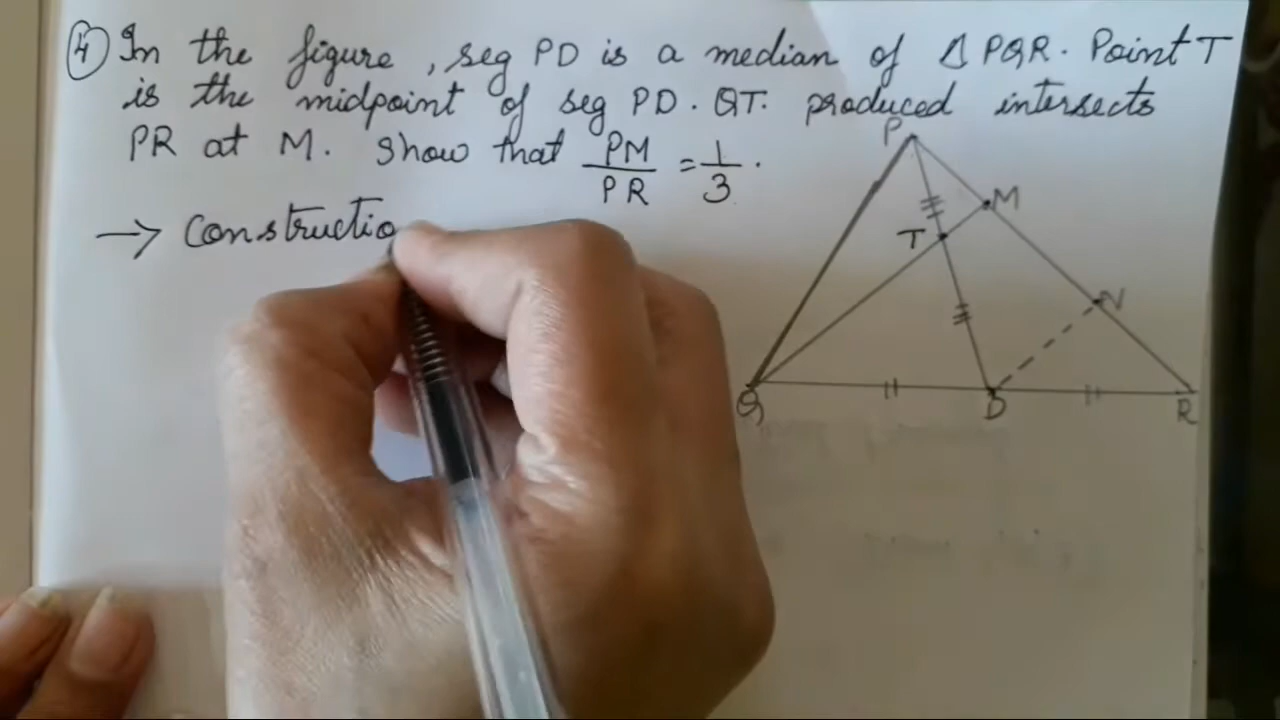 ④ In the figure, seg PD is a median of Δ PQR. Point T
is the midpoint of seg PD. QT. produced intersects
PR at M. Show that PM/PR = 1/3.
→ Constructio
P
M
T
N
Q
D
R